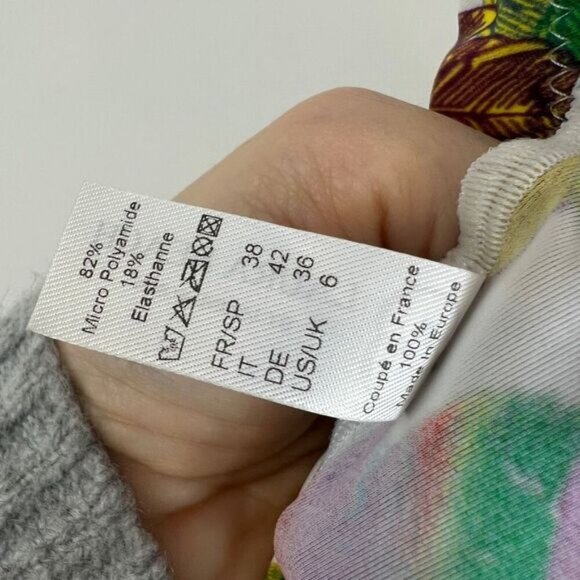 82%
Micro Polyamide
18%
Elasthanne
FR/SP 38
IT 42
DE 36
US/UK 6
Coupé en France
100%
Made in Europe